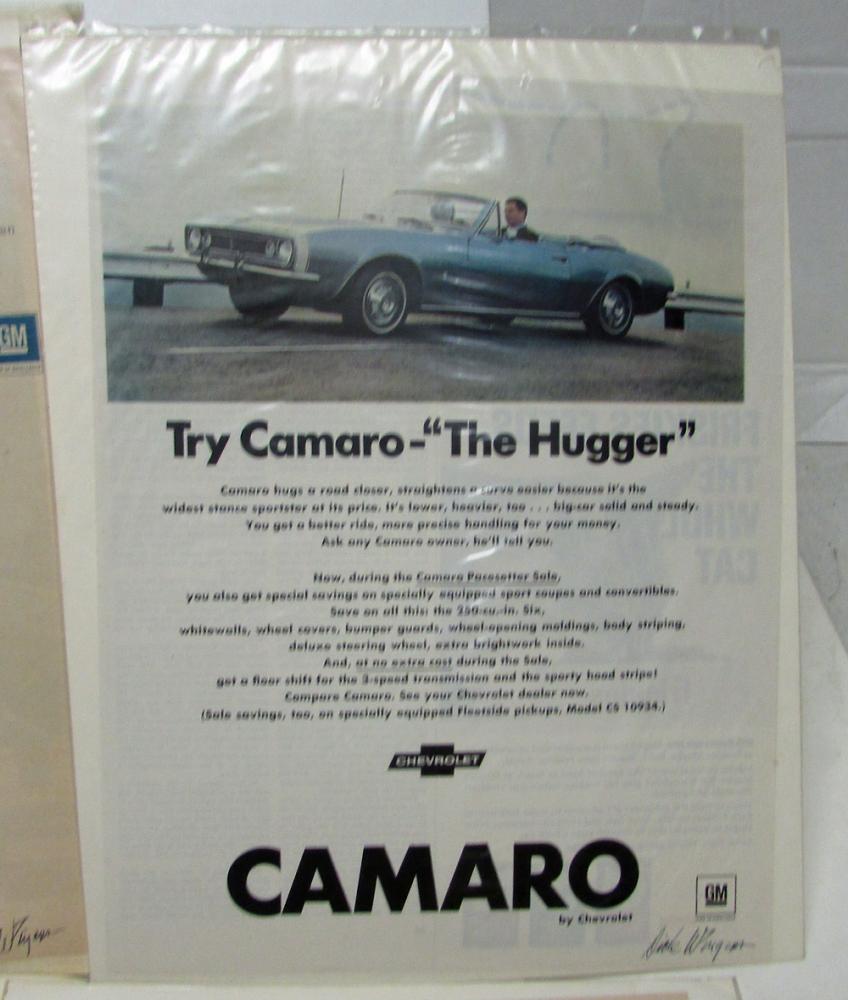 GM
Try Camaro-“The Hugger”
Camaro hugs a road closer, straightens a curve easier because it's the
widest stance sportster at its price. It's lower, heavier, too . . . big-car solid and steady.
You get a better ride, more precise handling for your money.
Ask any Camaro owner, he'll tell you.
Now, during the Camaro Pacesetter Sale,
you also get special savings on specially equipped sport coupes and convertibles.
Save on all this: the 250-cu.-in. Six,
whitewalls, wheel covers, bumper guards, wheel-opening moldings, body striping,
deluxe steering wheel, extra brightwork inside.
And, at no extra cost during the Sale,
get a floor shift for the 3-speed transmission and the sporty hood stripe!
Compare Camaro. See your Chevrolet dealer now.
(Sale savings, too, on specially equipped Fleetside pickups, Model CS 10934.)
CHEVROLET
CAMARO
by Chevrolet
GM